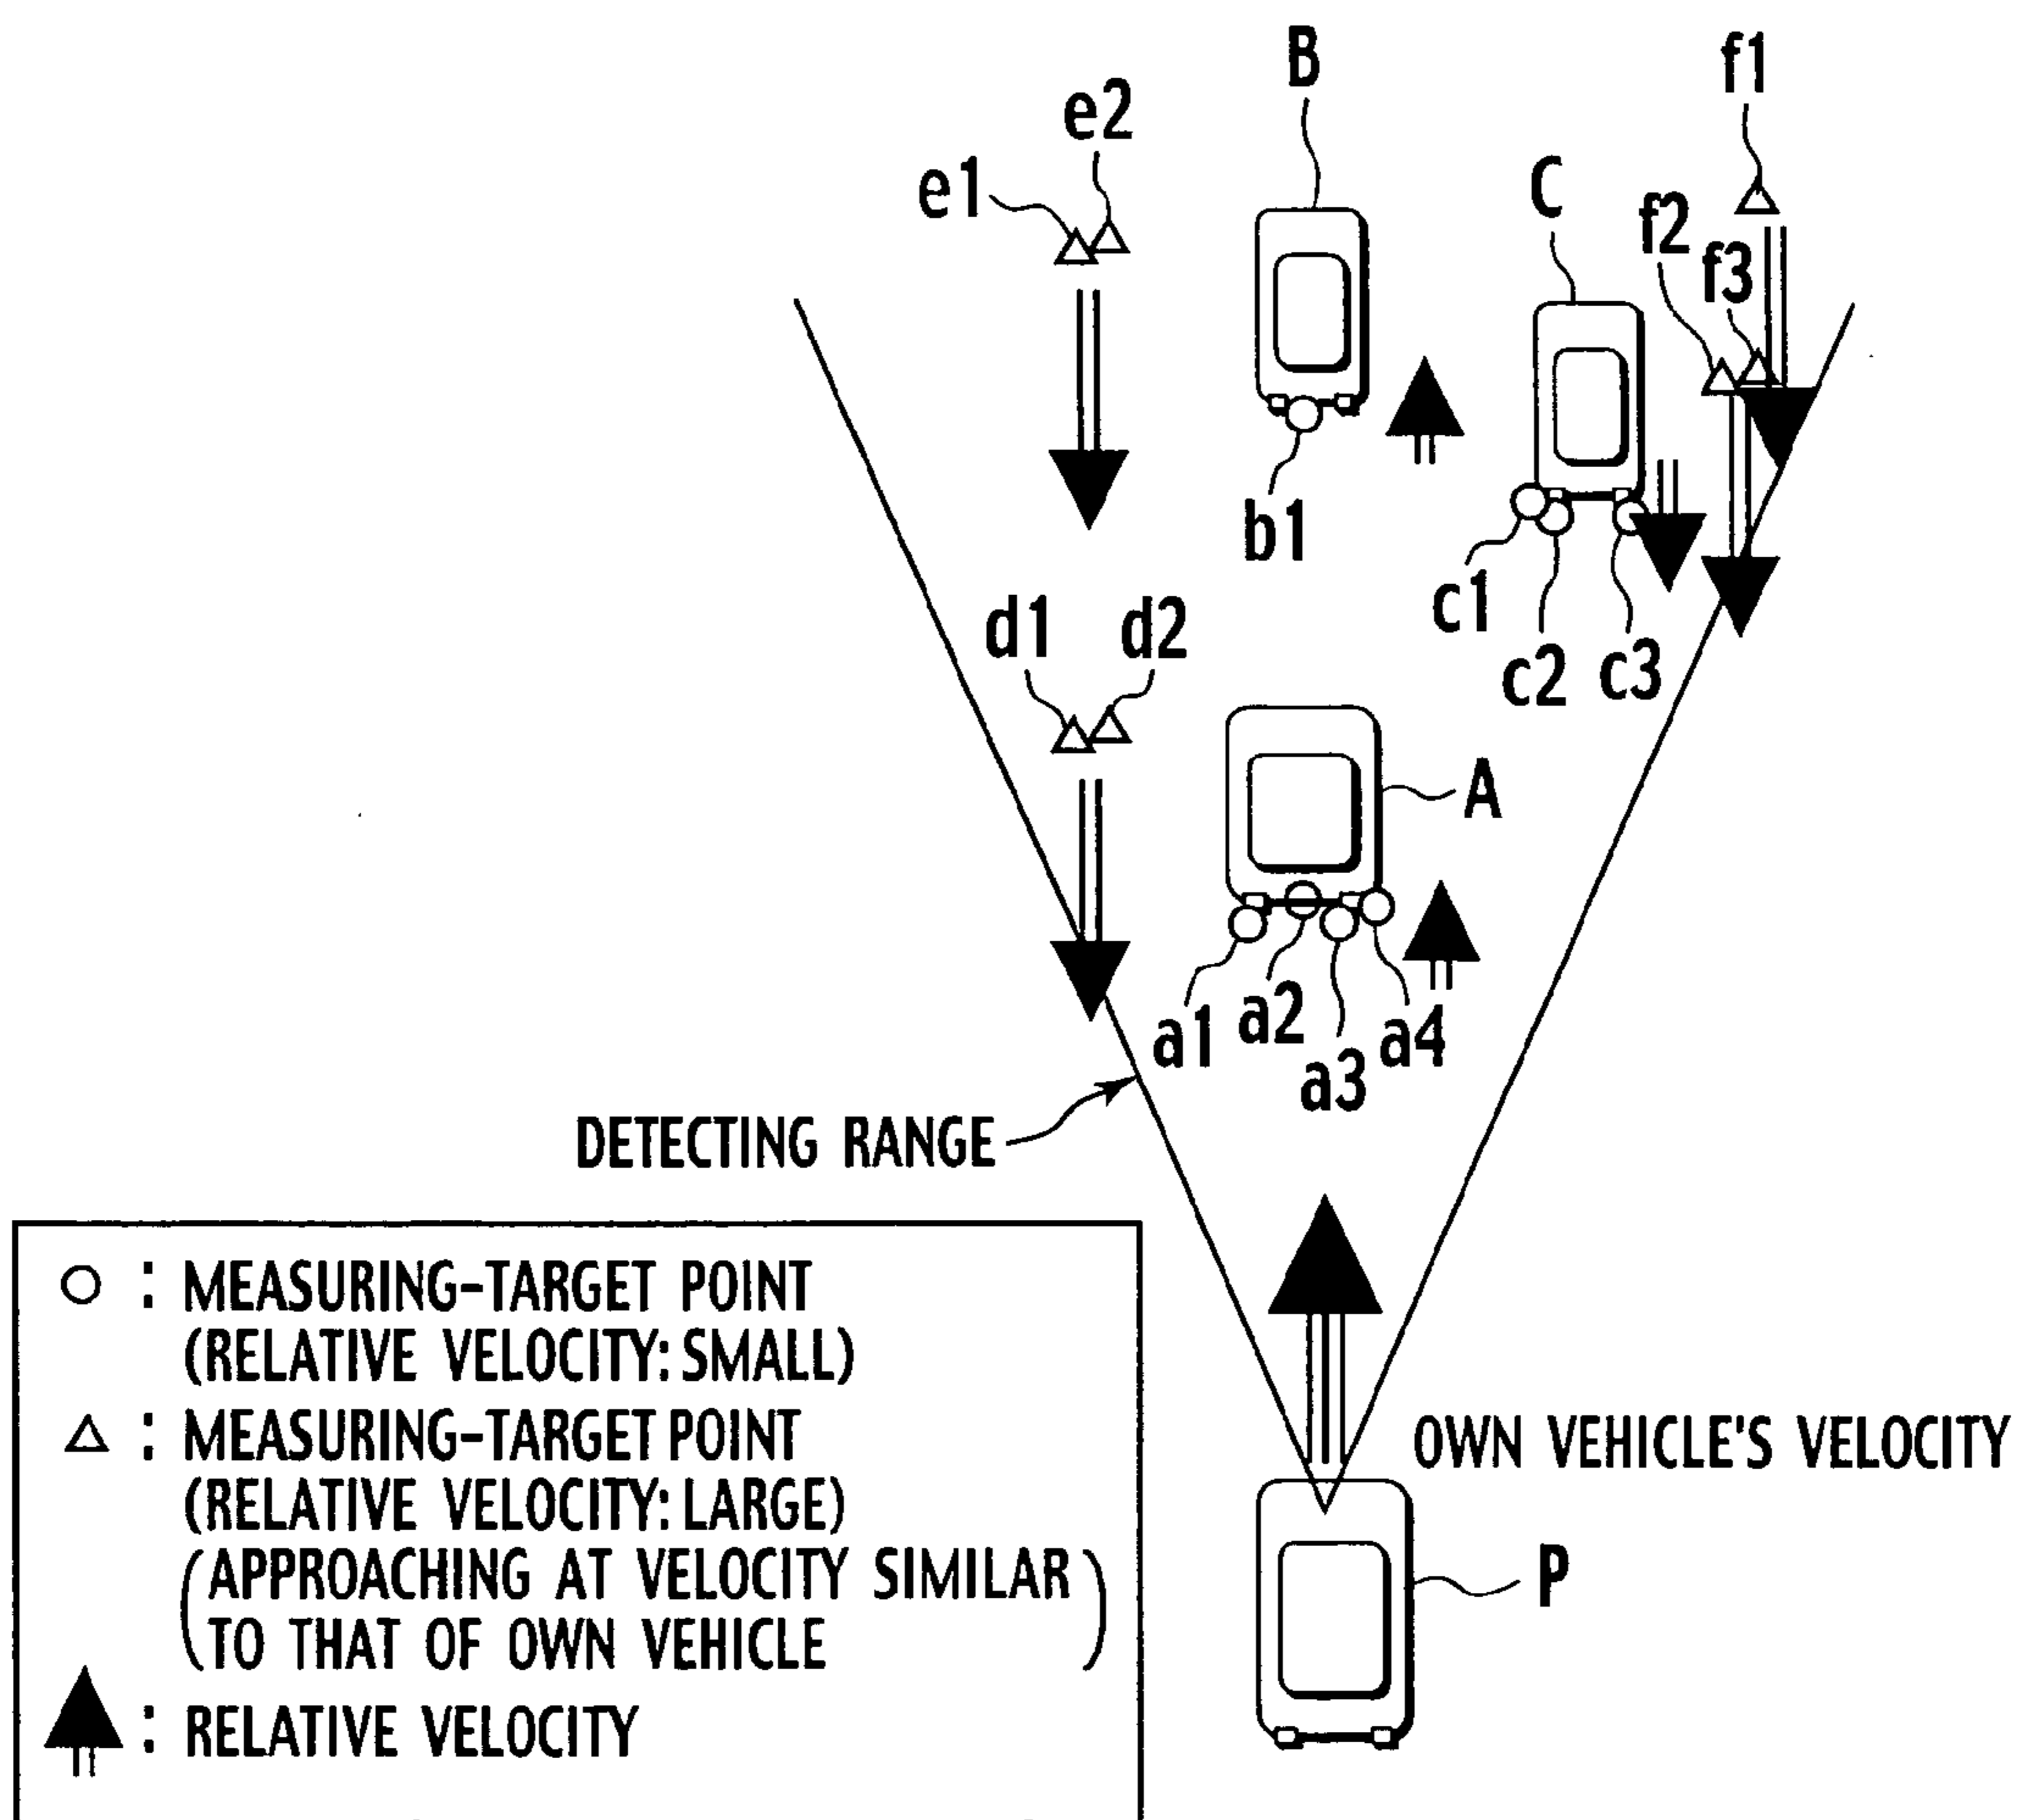 B
f1
e2
e1
C
f2
f3
b1
c1
c2
c3
d1
d2
A
a1
a2
a3
a4
DETECTING RANGE
OWN VEHICLE'S VELOCITY
P
: MEASURING-TARGET POINT
(RELATIVE VELOCITY: SMALL)
: MEASURING-TARGET POINT
(RELATIVE VELOCITY: LARGE)
(APPROACHING AT VELOCITY SIMILAR
TO THAT OF OWN VEHICLE)
: RELATIVE VELOCITY